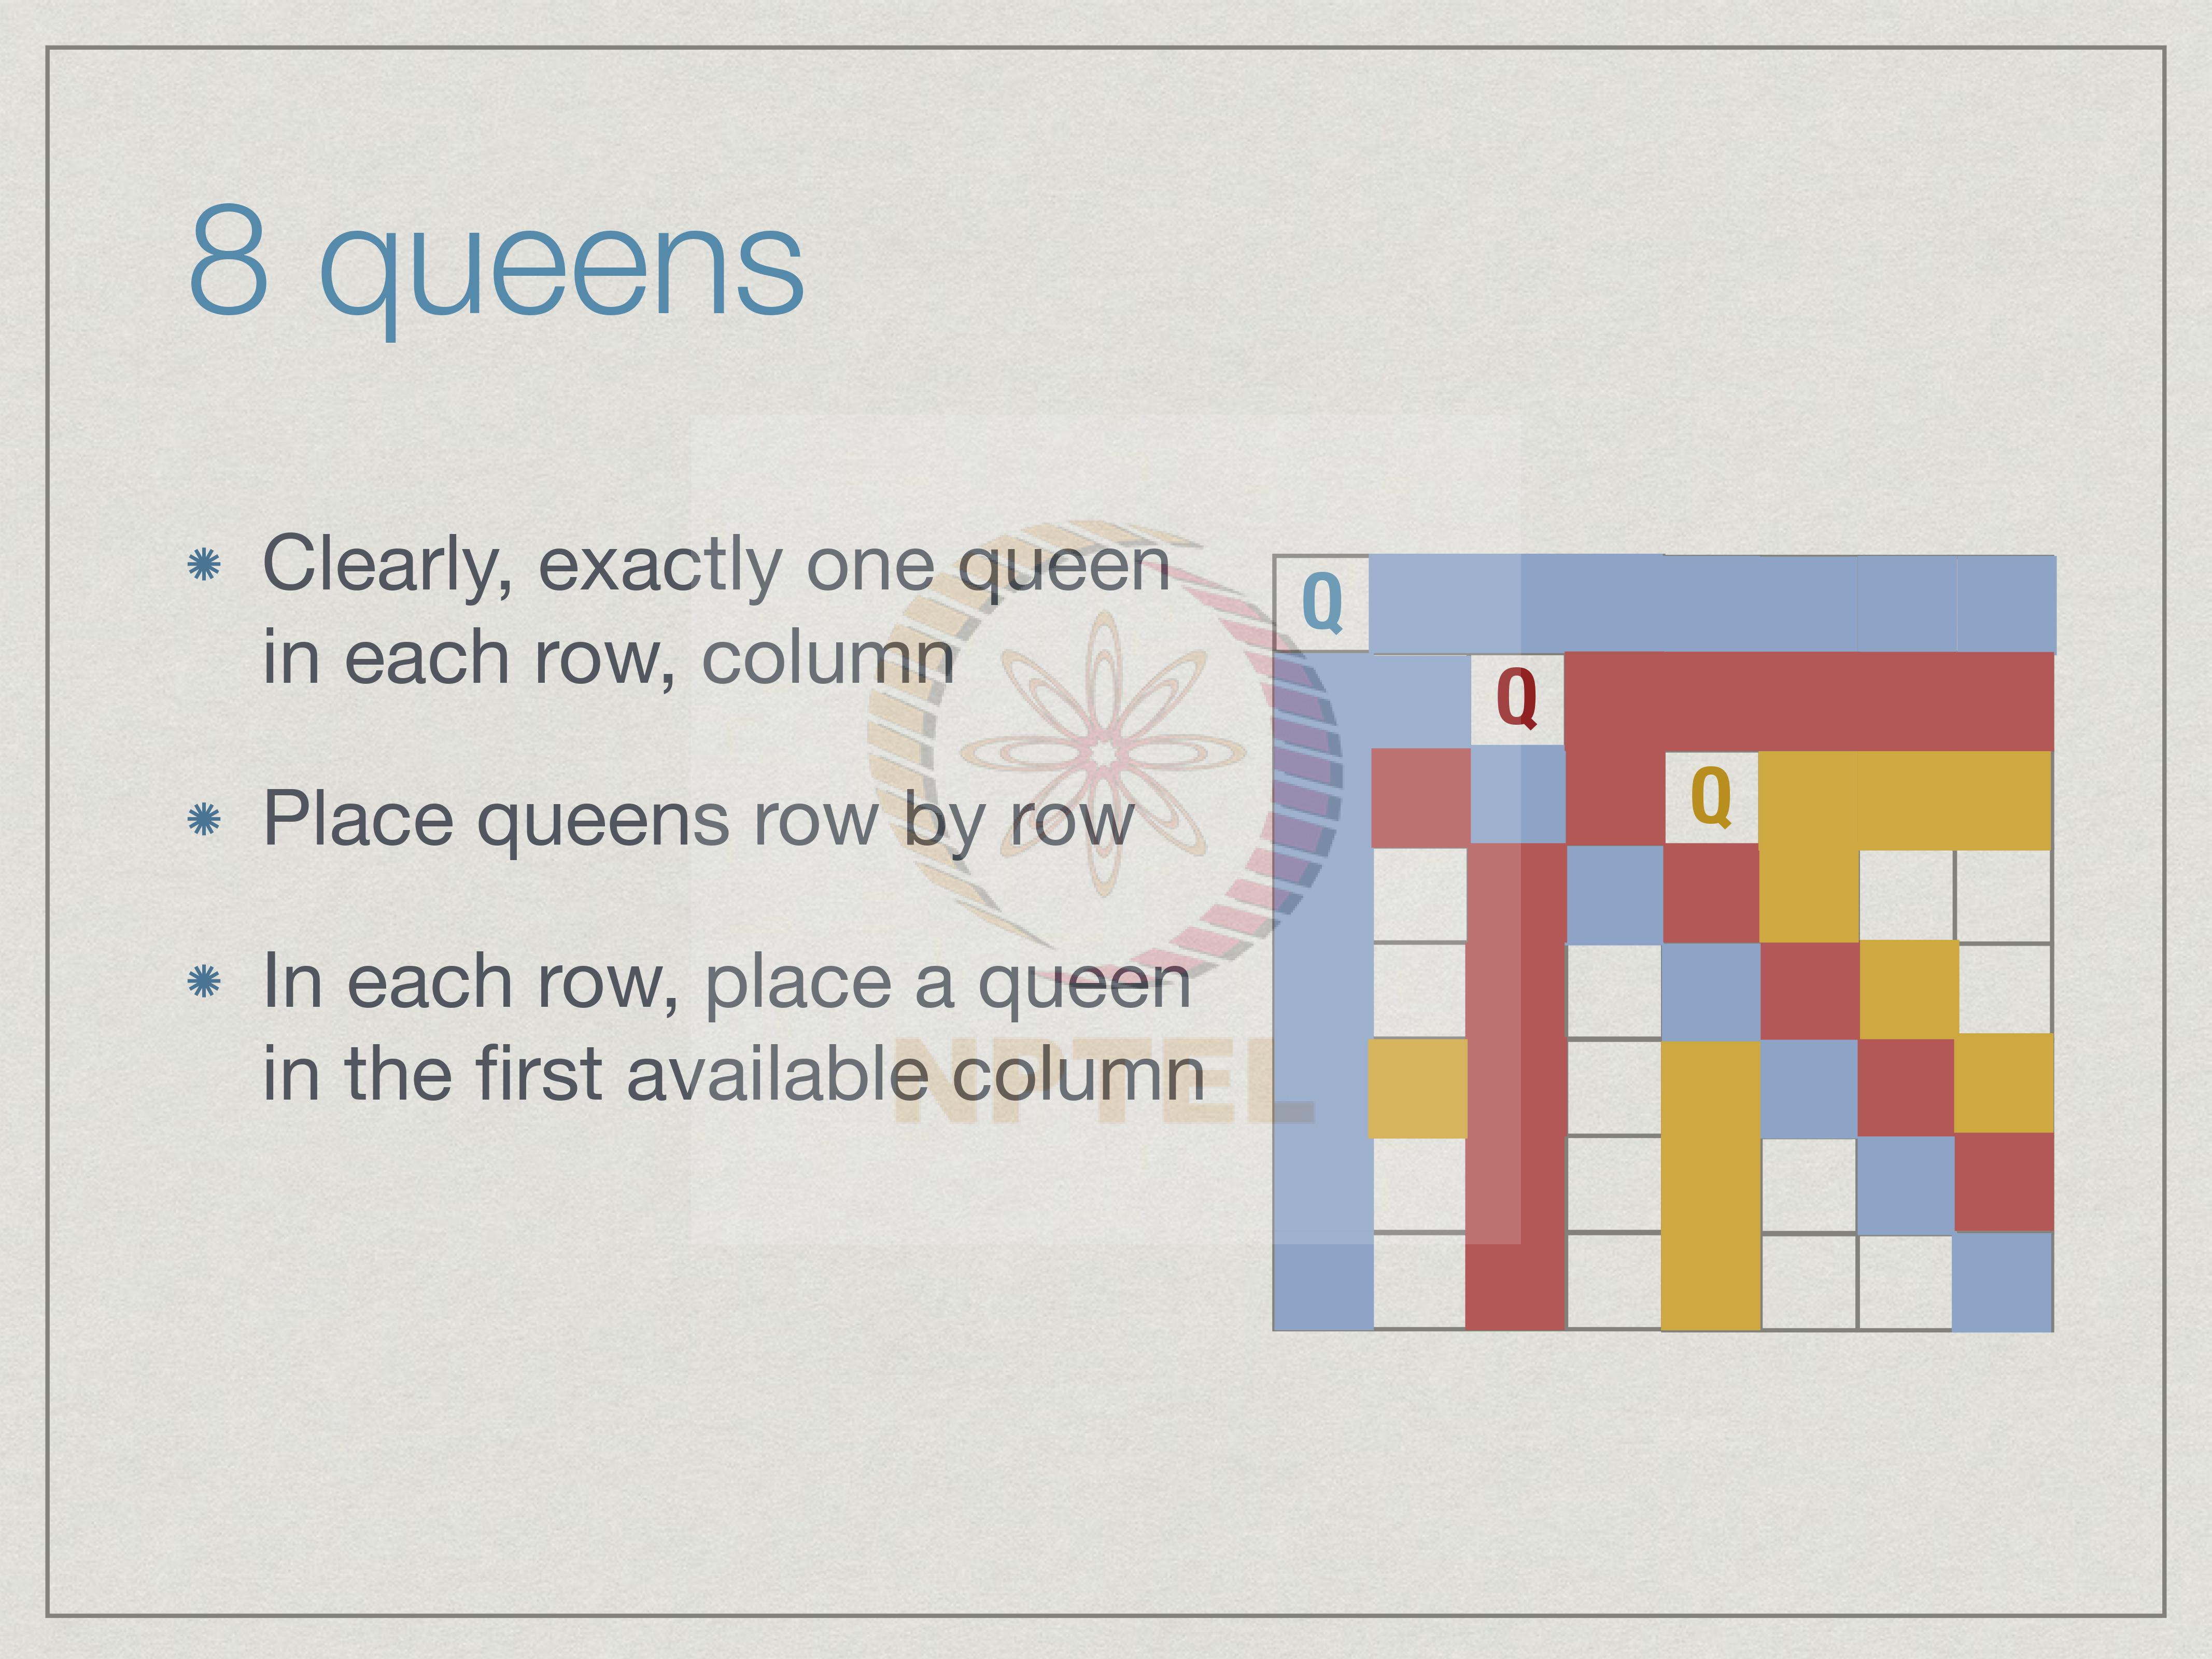 8 queens
Clearly, exactly one queen
in each row, column
Place queens row by row
In each row, place a queen
in the first available column
Q
Q
Q
NPTEL